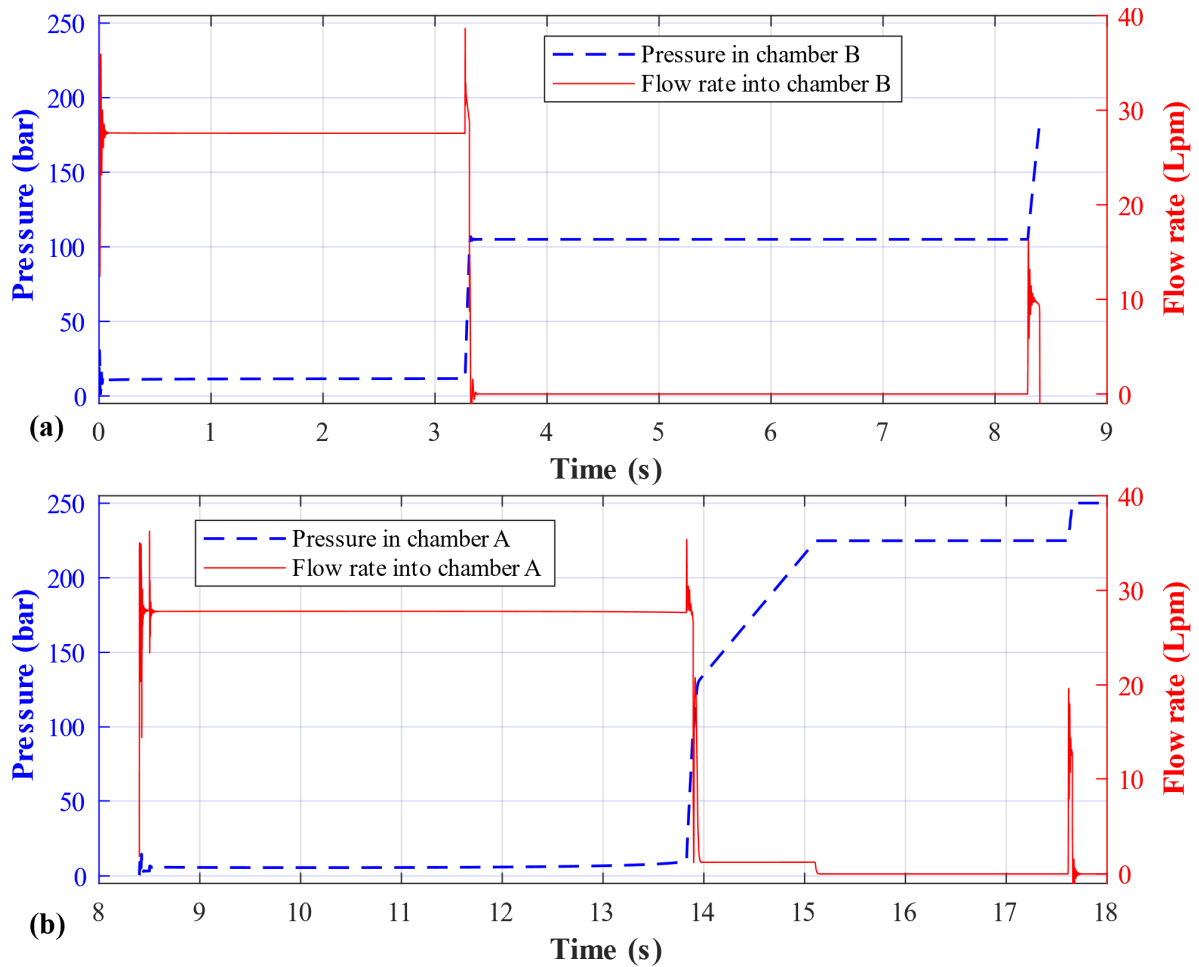 250
200
150
100
50
0
Pressure (bar)
40
30
20
10
0
Flow rate (Lpm)
Pressure in chamber B
Flow rate into chamber B
0 1 2 3 4 5 6 7 8 9
Time (s)
(a)
250
200
150
100
50
0
Pressure (bar)
40
30
20
10
0
Flow rate (Lpm)
Pressure in chamber A
Flow rate into chamber A
8 9 10 11 12 13 14 15 16 17 18
Time (s)
(b)